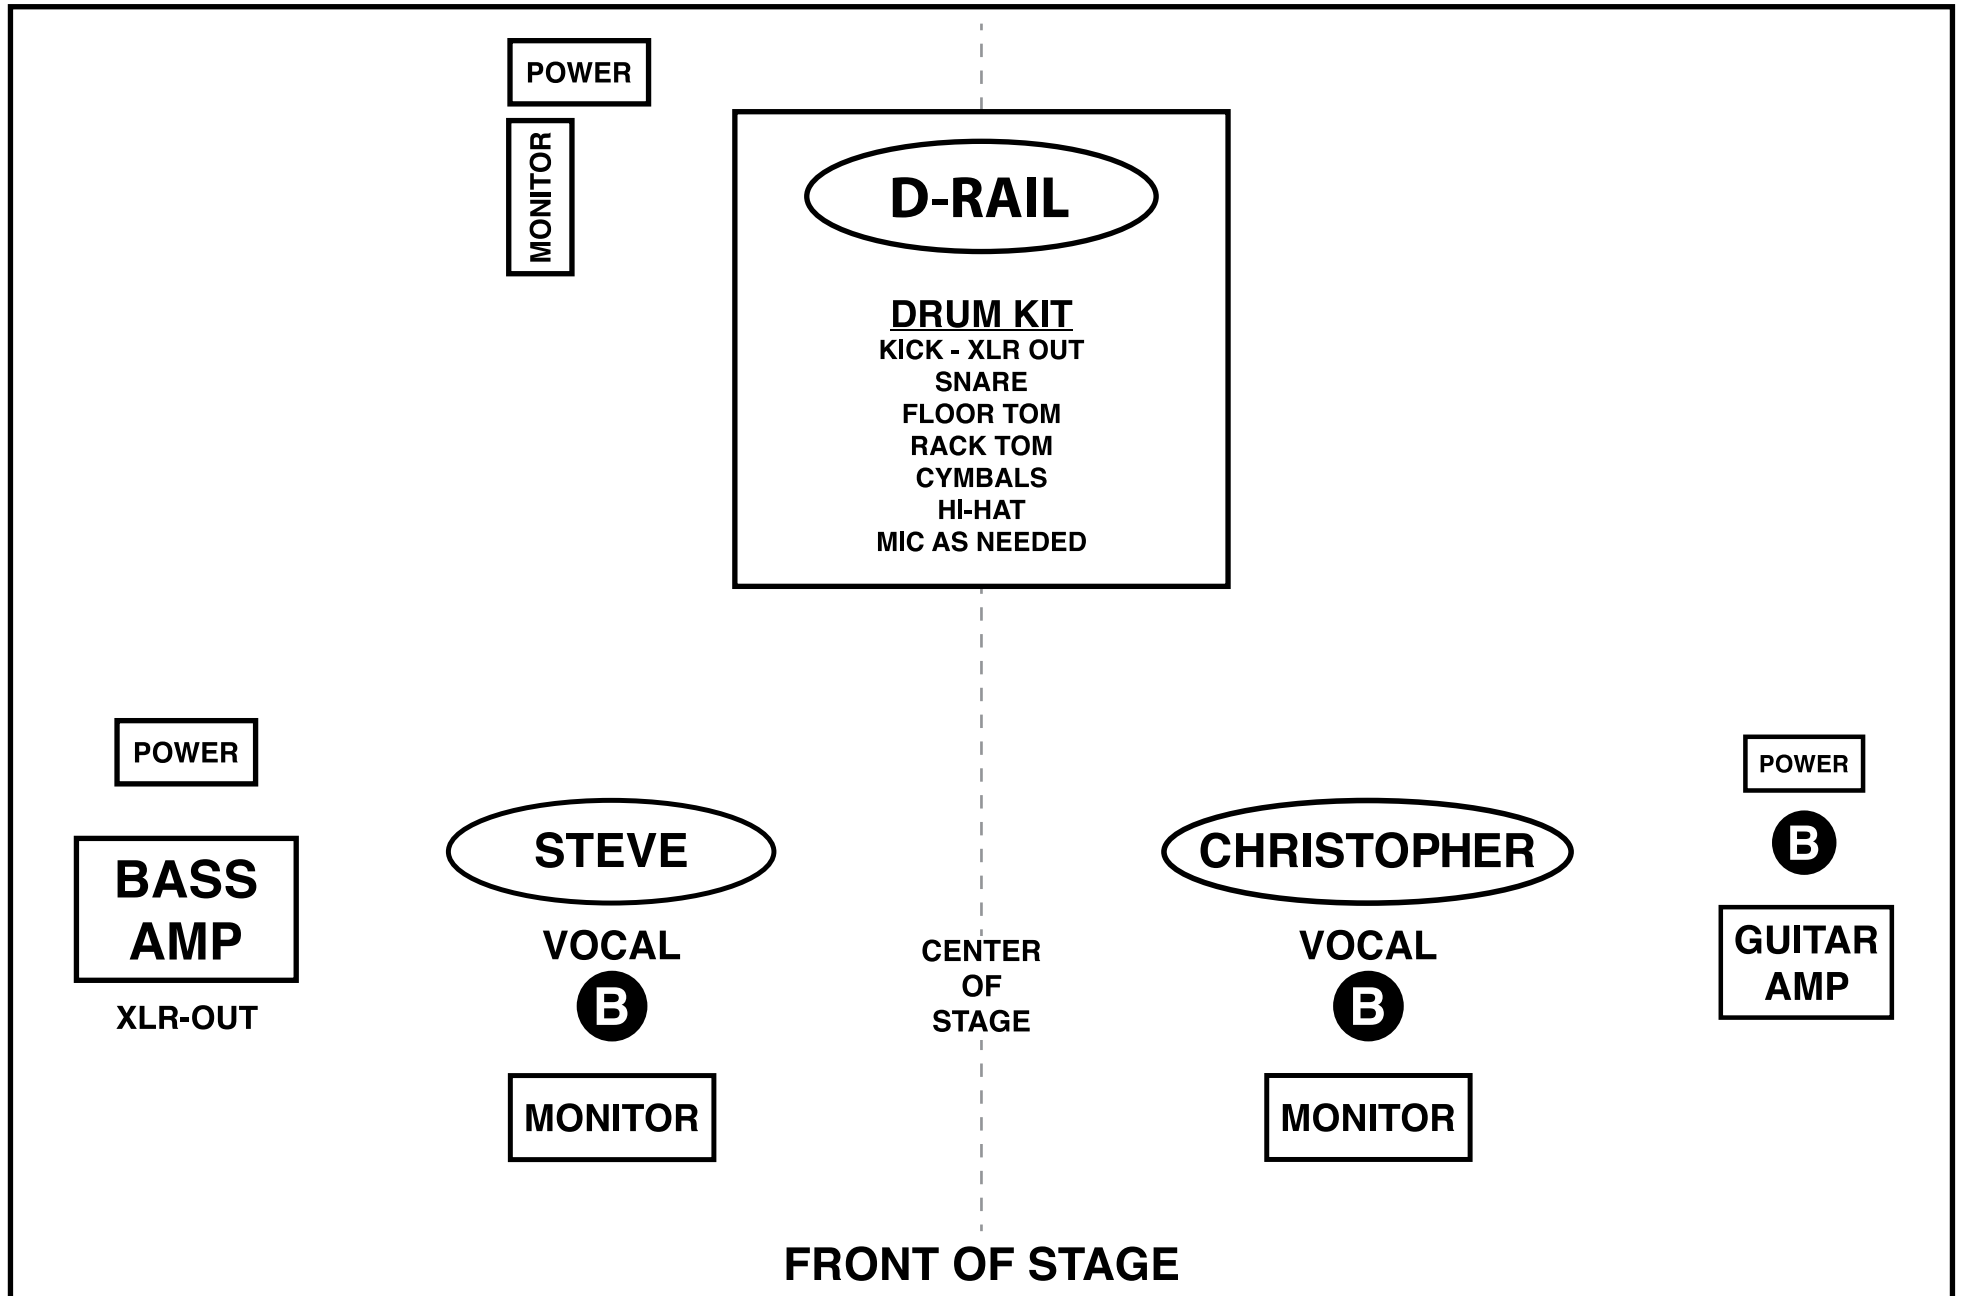 POWER
MONITOR
D-RAIL
DRUM KIT
KICK - XLR OUT
SNARE
FLOOR TOM
RACK TOM
CYMBALS
HI-HAT
MIC AS NEEDED
POWER
BASS
AMP
XLR-OUT
STEVE
VOCAL
B
MONITOR
CENTER
OF
STAGE
CHRISTOPHER
VOCAL
B
MONITOR
POWER
B
GUITAR
AMP
FRONT OF STAGE